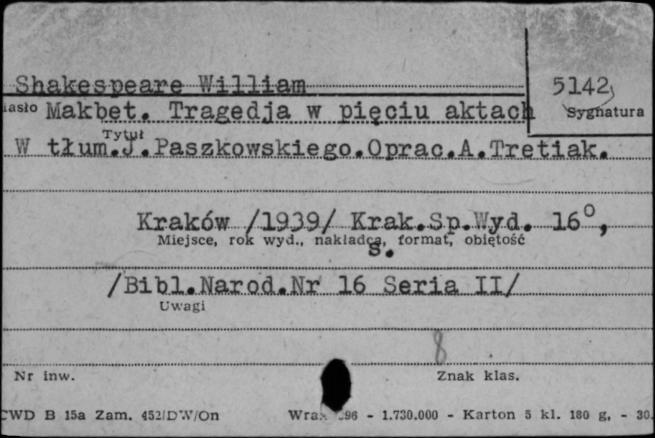 Shakespeare William
5142
iasło Makbet. Tragedja w pięciu aktach
Sygnatura
Tytuł
W tłum.J.Paszkowskiego.Oprac.A.Tretiak.
Kraków /1939/ Krak.Sp.Wyd. 16°,
Miejsce, rok wyd., nakładca, format, objętość
s.
/Bibl.Narod.Nr 16 Seria II/
Uwagi
8
Nr inw.
Znak klas.
CWD B 15a Zam. 452/DW/On
96 - 1.730.000 - Karton 5 kl. 180 g, - 30.